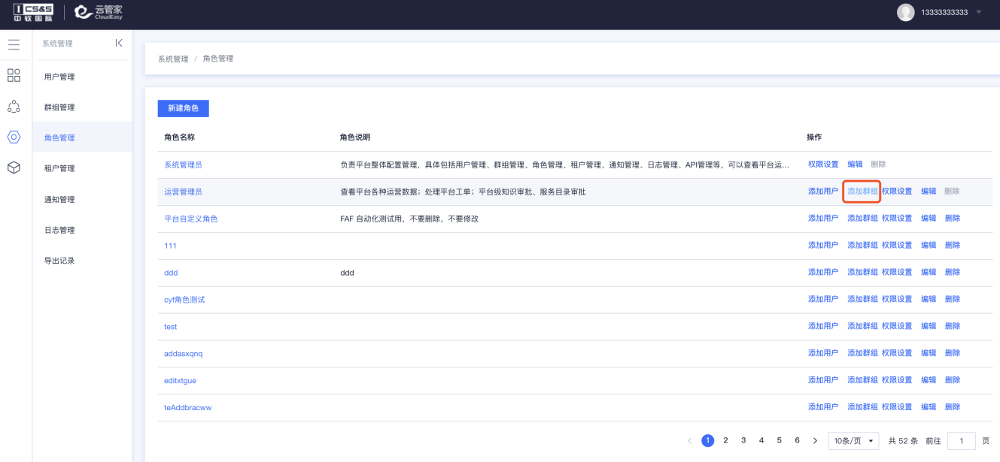 ICS&S
中软国际
云管家
CloudEasy
13333333333
系统管理
用户管理
群组管理
角色管理
租户管理
通知管理
日志管理
导出记录
系统管理 / 角色管理
新建角色
角色名称 角色说明 操作
系统管理员 负责平台整体配置管理，具体包括用户管理、群组管理、角色管理、租户管理、通知管理、日志管理、API管理等，可以查看平台运... 权限设置 编辑 删除
运营管理员 查看平台各种运营数据；处理平台工单；平台级知识审批、服务目录审批 添加用户 添加群组 权限设置 编辑 删除
平台自定义角色 FAF 自动化测试用，不要删除，不要修改 添加用户 添加群组 权限设置 编辑 删除
111 添加用户 添加群组 权限设置 编辑 删除
ddd ddd 添加用户 添加群组 权限设置 编辑 删除
cyf角色测试 添加用户 添加群组 权限设置 编辑 删除
test 添加用户 添加群组 权限设置 编辑 删除
addasxqnq 添加用户 添加群组 权限设置 编辑 删除
editxtgue 添加用户 添加群组 权限设置 编辑 删除
teAddbracww 添加用户 添加群组 权限设置 编辑 删除
1 2 3 4 5 6 10条/页 共 52 条 前往 1 页